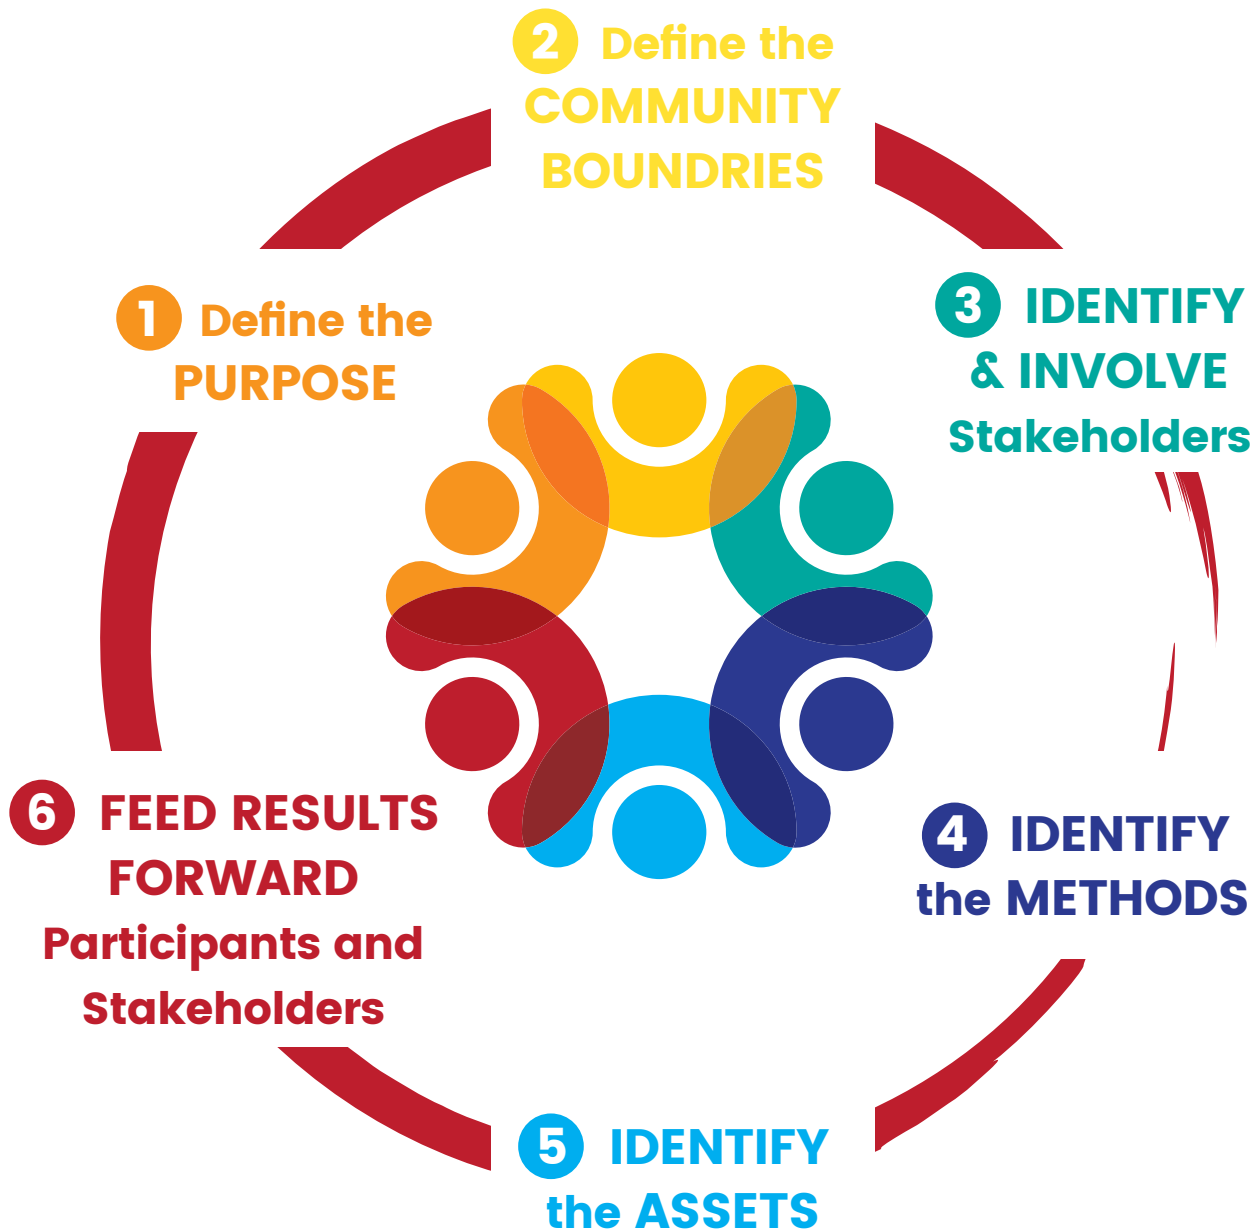 1 Define the
PURPOSE
2 Define the
COMMUNITY
BOUNDRIES
3 IDENTIFY
& INVOLVE
Stakeholders
4 IDENTIFY
the METHODS
5 IDENTIFY
the ASSETS
6 FEED RESULTS
FORWARD
Participants and
Stakeholders